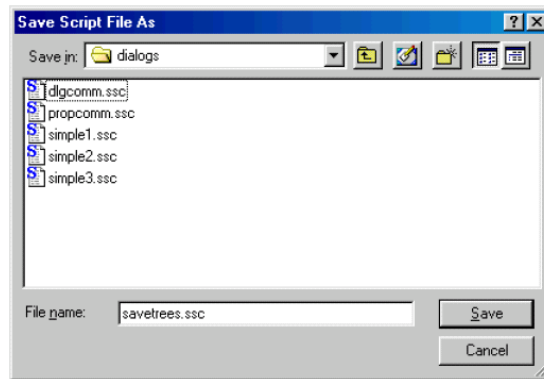 Save Script File As
Save in: dialogs
dlgcomm.ssc
propcomm.ssc
simple1.ssc
simple2.ssc
simple3.ssc
File name: savetrees.ssc Save
Cancel